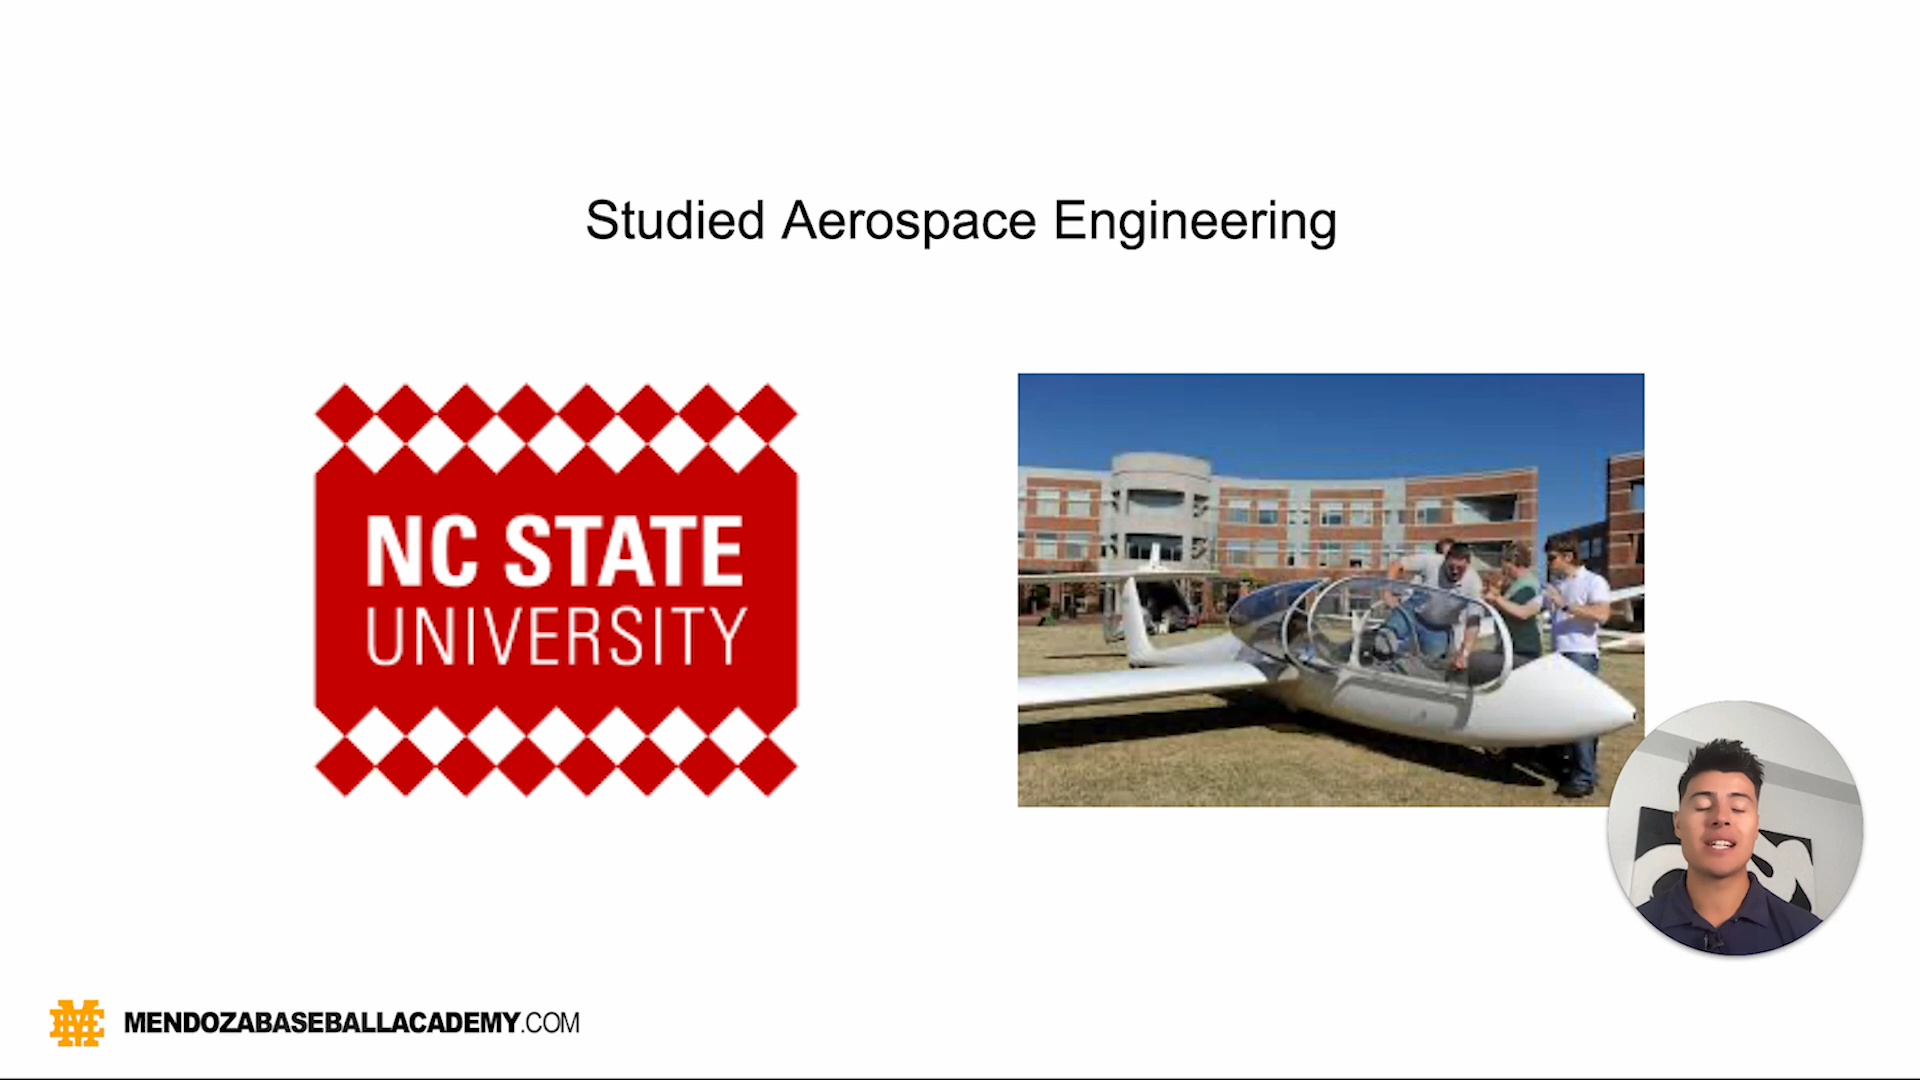 Studied Aerospace Engineering
NC STATE
UNIVERSITY
MENDOZABASEBALLACADEMY.COM